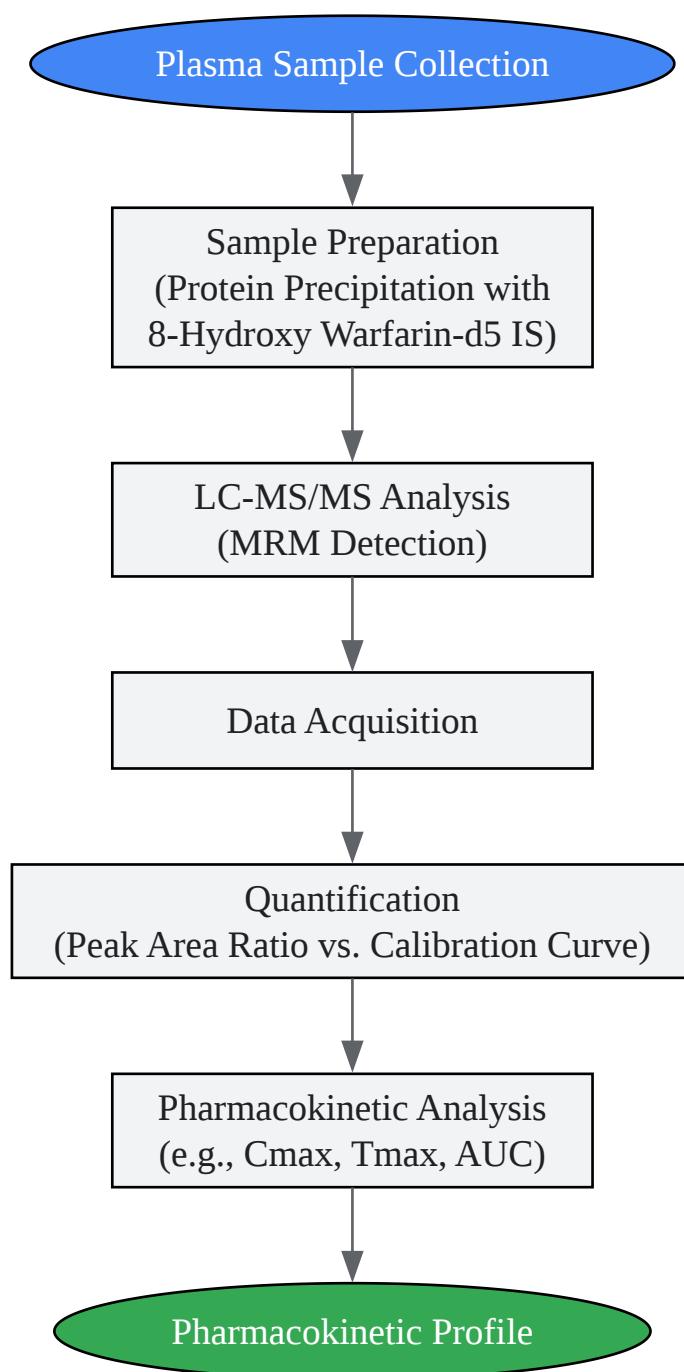 Plasma Sample Collection
Sample Preparation
(Protein Precipitation with
8-Hydroxy Warfarin-d5 IS)
LC-MS/MS Analysis
(MRM Detection)
Data Acquisition
Quantification
(Peak Area Ratio vs. Calibration Curve)
Pharmacokinetic Analysis
(e.g., Cmax, Tmax, AUC)
Pharmacokinetic Profile